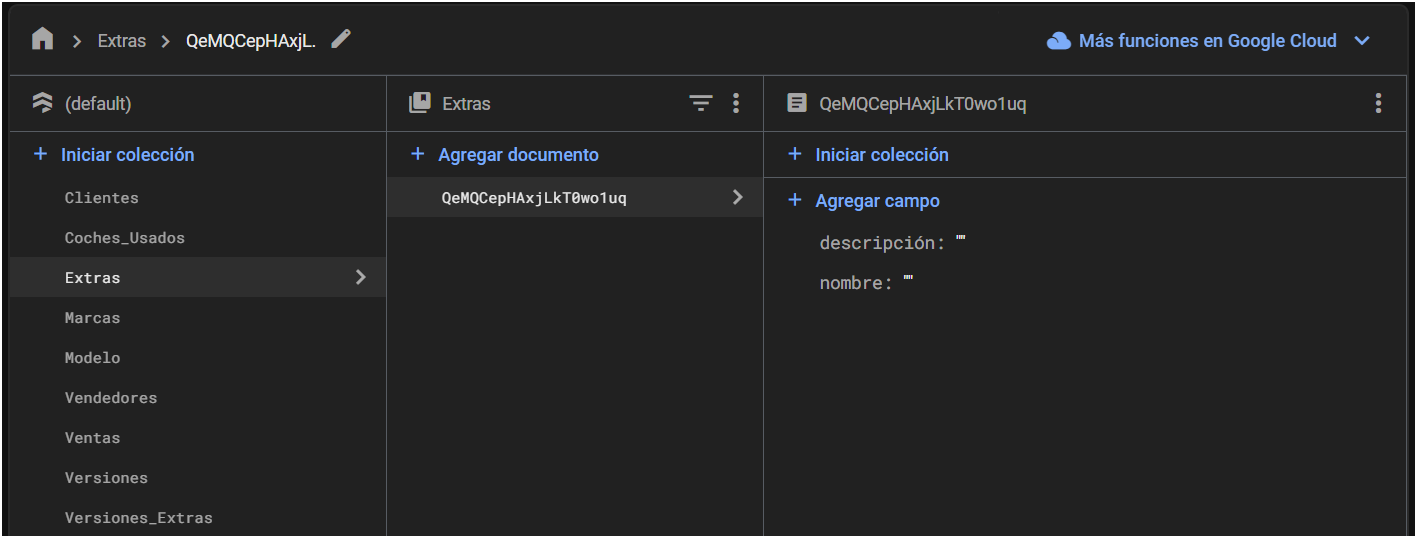 Extras QeMQCepHAxjL. Más funciones en Google Cloud
(default)
Iniciar colección
Clientes
Coches_Usados
Extras
Marcas
Modelo
Vendedores
Ventas
Versiones
Versiones_Extras
Extras
Agregar documento
QeMQCepHAxjLkT0wo1uq
QeMQCepHAxjLkT0wo1uq
Iniciar colección
Agregar campo
descripción: ""
nombre: ""